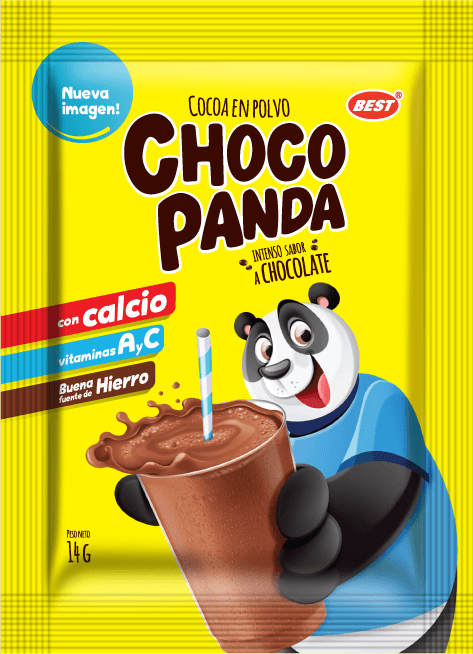 Nueva
imagen!
COCOA EN POLVO
BEST®
CHOCO
PANDA
INTENSO SABOR
A CHOCOLATE
con calcio
vitaminas A y C
Buena
fuente de Hierro
PESO NETO
14 G